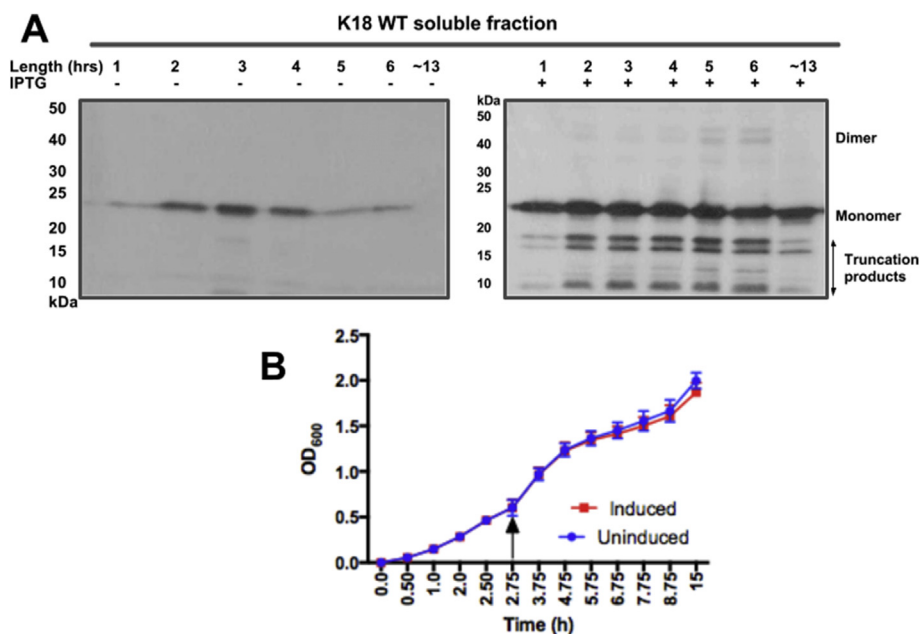 A
K18 WT soluble fraction
Length (hrs) 1 2 3 4 5 6 ~13 1 2 3 4 5 6 ~13
IPTG - - - - - - - + + + + + + +
50
40
30
25
20
15
10
kDa
kDa
50
40
30
25
20
15
10
Dimer
Monomer
Truncation
products
B
2.5
2.0
1.5
1.0
0.5
0.0
OD600
Induced
Uninduced
0.0 0.50 1.0 2.0 2.50 2.75 3.75 4.75 5.75 6.75 7.75 8.75 15
Time (h)